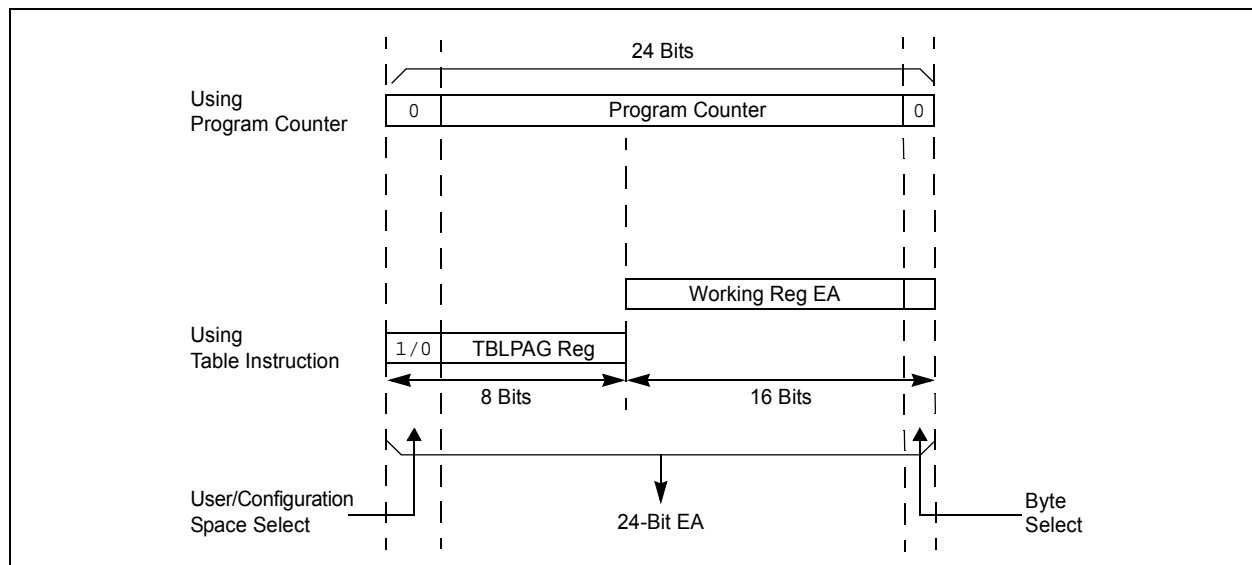 24 Bits
Using
Program Counter
0
Program Counter
0
Working Reg EA
Using
Table Instruction
1/0
TBLPAG Reg
8 Bits
16 Bits
User/Configuration
Space Select
24-Bit EA
Byte
Select